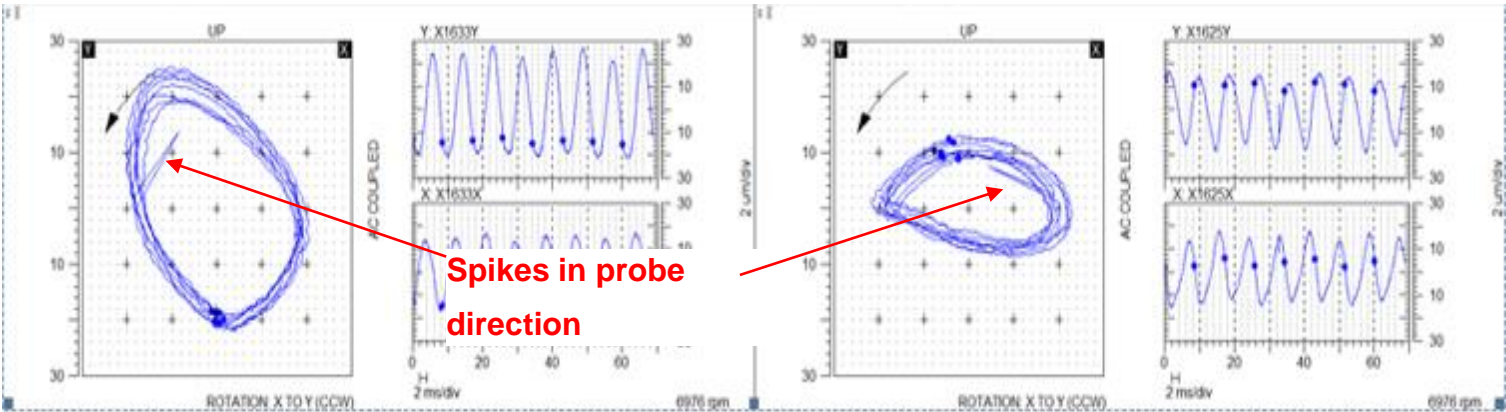 UP
Y: X1633Y
30
Y
X
30
10
10
10
30
AC COUPLED
X: X1633X
30
10
10
30
0
20
40
60
2 ms/div
ROTATION: X TO Y (CCW)
6976 rpm
2 um/div
Spikes in probe
direction
UP
Y: X1625Y
30
Y
X
30
10
10
10
30
AC COUPLED
X: X1625X
30
10
10
10
30
30
0
20
40
60
2 ms/div
ROTATION: X TO Y (CCW)
6976 rpm
2 um/div